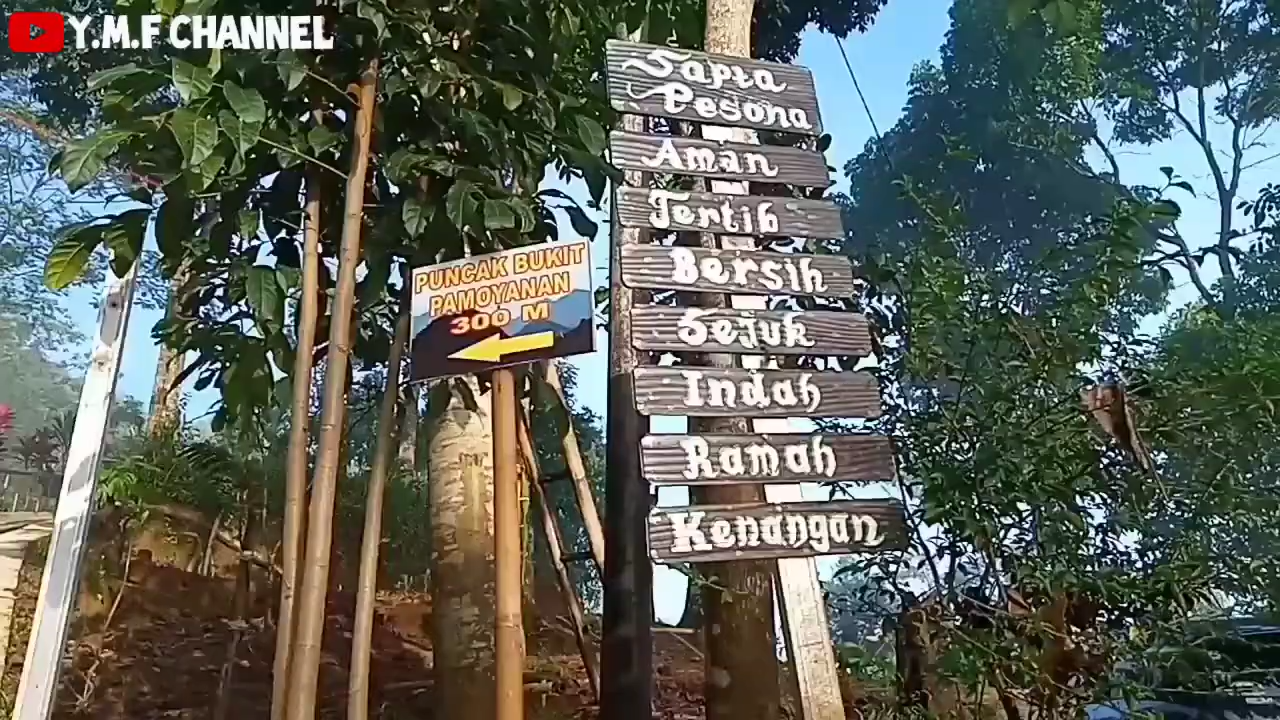 Y.M.F CHANNEL
PUNCAK BUKIT
PAMOYANAN
300 M
Sapta
Pesona
Aman
Tertib
Bersih
Sejuk
Indah
Ramah
Kenangan